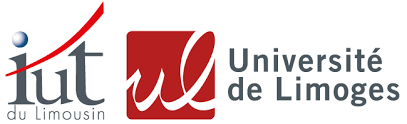 iut
du Limousin
ul
Université
de Limoges